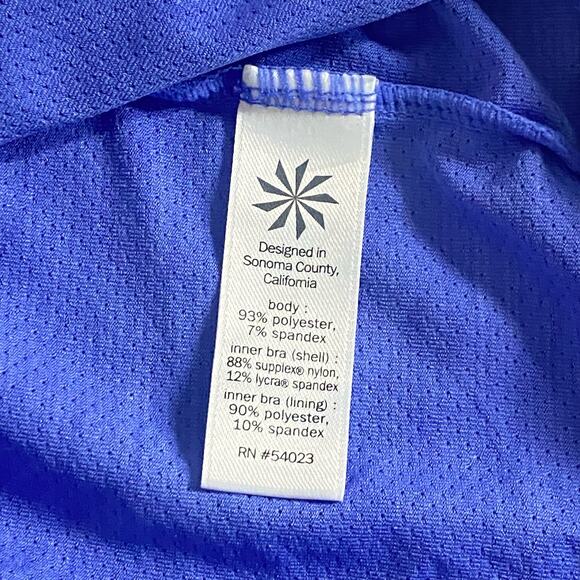 Designed in
Sonoma County,
California
body :
93% polyester,
7% spandex
inner bra (shell) :
88% supplex® nylon,
12% lycra® spandex
inner bra (lining) :
90% polyester,
10% spandex
RN #54023